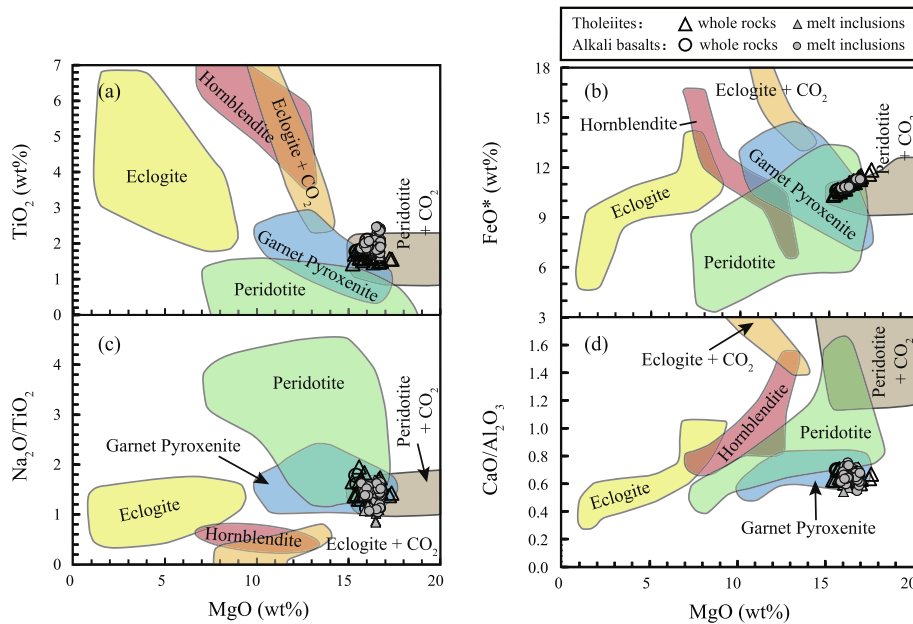 Tholeiites: whole rocks melt inclusions
Alkali basalts: whole rocks melt inclusions
(a)
TiO2 (wt%)
7
6
5
4
3
2
1
0
Eclogite
Hornblendite
Eclogite + CO2
Garnet Pyroxenite
Peridotite
Peridotite
+ CO2
(b)
FeO* (wt%)
18
16
14
12
10
8
6
Eclogite + CO2
Hornblendite
Eclogite
Garnet Pyroxenite
Peridotite
Peridotite
+ CO2
(c)
Na2O/TiO2
4
3
2
1
0
Peridotite
Garnet Pyroxenite
Eclogite
Hornblendite
Eclogite + CO2
Peridotite
+ CO2
0 5 10 15 20
MgO (wt%)
(d)
CaO/Al2O3
3
1.6
1.4
1.2
1.0
0.8
0.6
0.4
0.2
0.0
Eclogite + CO2
Hornblendite
Peridotite
Eclogite
Garnet Pyroxenite
Peridotite
+ CO2
0 5 10 15 20
MgO (wt%)